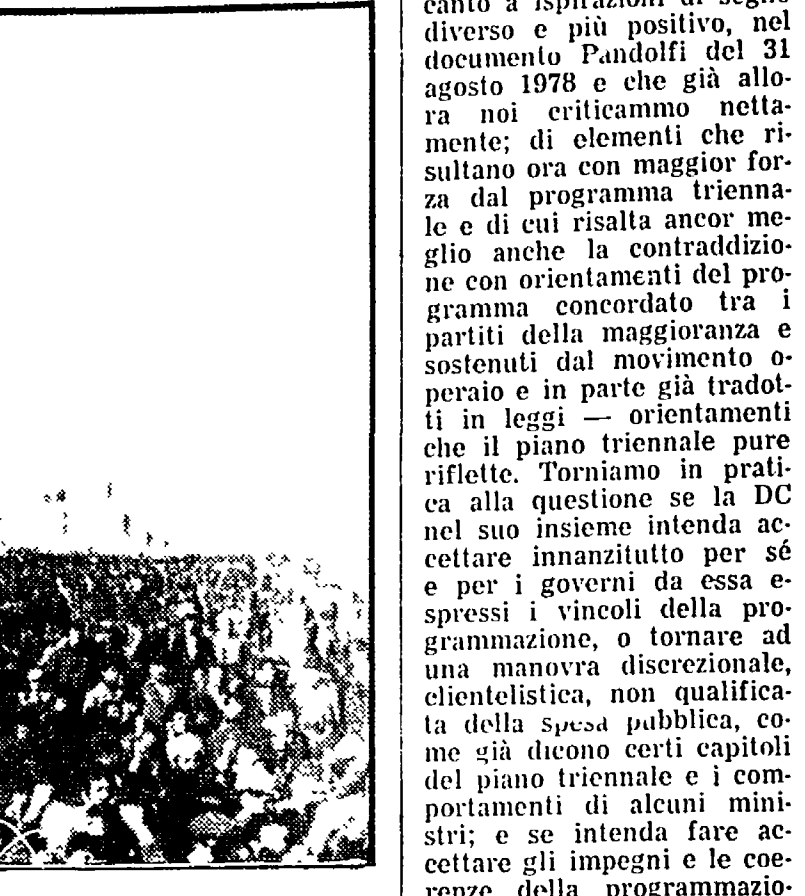 canto a ispirazioni di segno
diverso e più positivo, nel
documento Pandolfi del 31
agosto 1978 e che già allo-
ra noi criticammo netta-
mente; di elementi che ri-
sultano ora con maggior for-
za dal programma trienna-
le e di cui risalta ancor me-
glio anche la contraddizio-
ne con orientamenti del pro-
gramma concordato tra i
partiti della maggioranza e
sostenuti dal movimento o-
peraio e in parte già tradot-
ti in leggi — orientamenti
che il piano triennale pure
riflette. Torniamo in prati-
ca alla questione se la DC
nel suo insieme intenda ac-
cettare innanzitutto per sé
e per i governi da essa e-
spressi i vincoli della pro-
grammazione, o tornare ad
una manovra discrezionale,
clientelistica, non qualifica-
ta della spesa pubblica, co-
me già dicono certi capitoli
del piano triennale e i com-
portamenti di alcuni mini-
stri; e se intenda fare ac-
cettare gli impegni e le coe-
renze della programmazio-